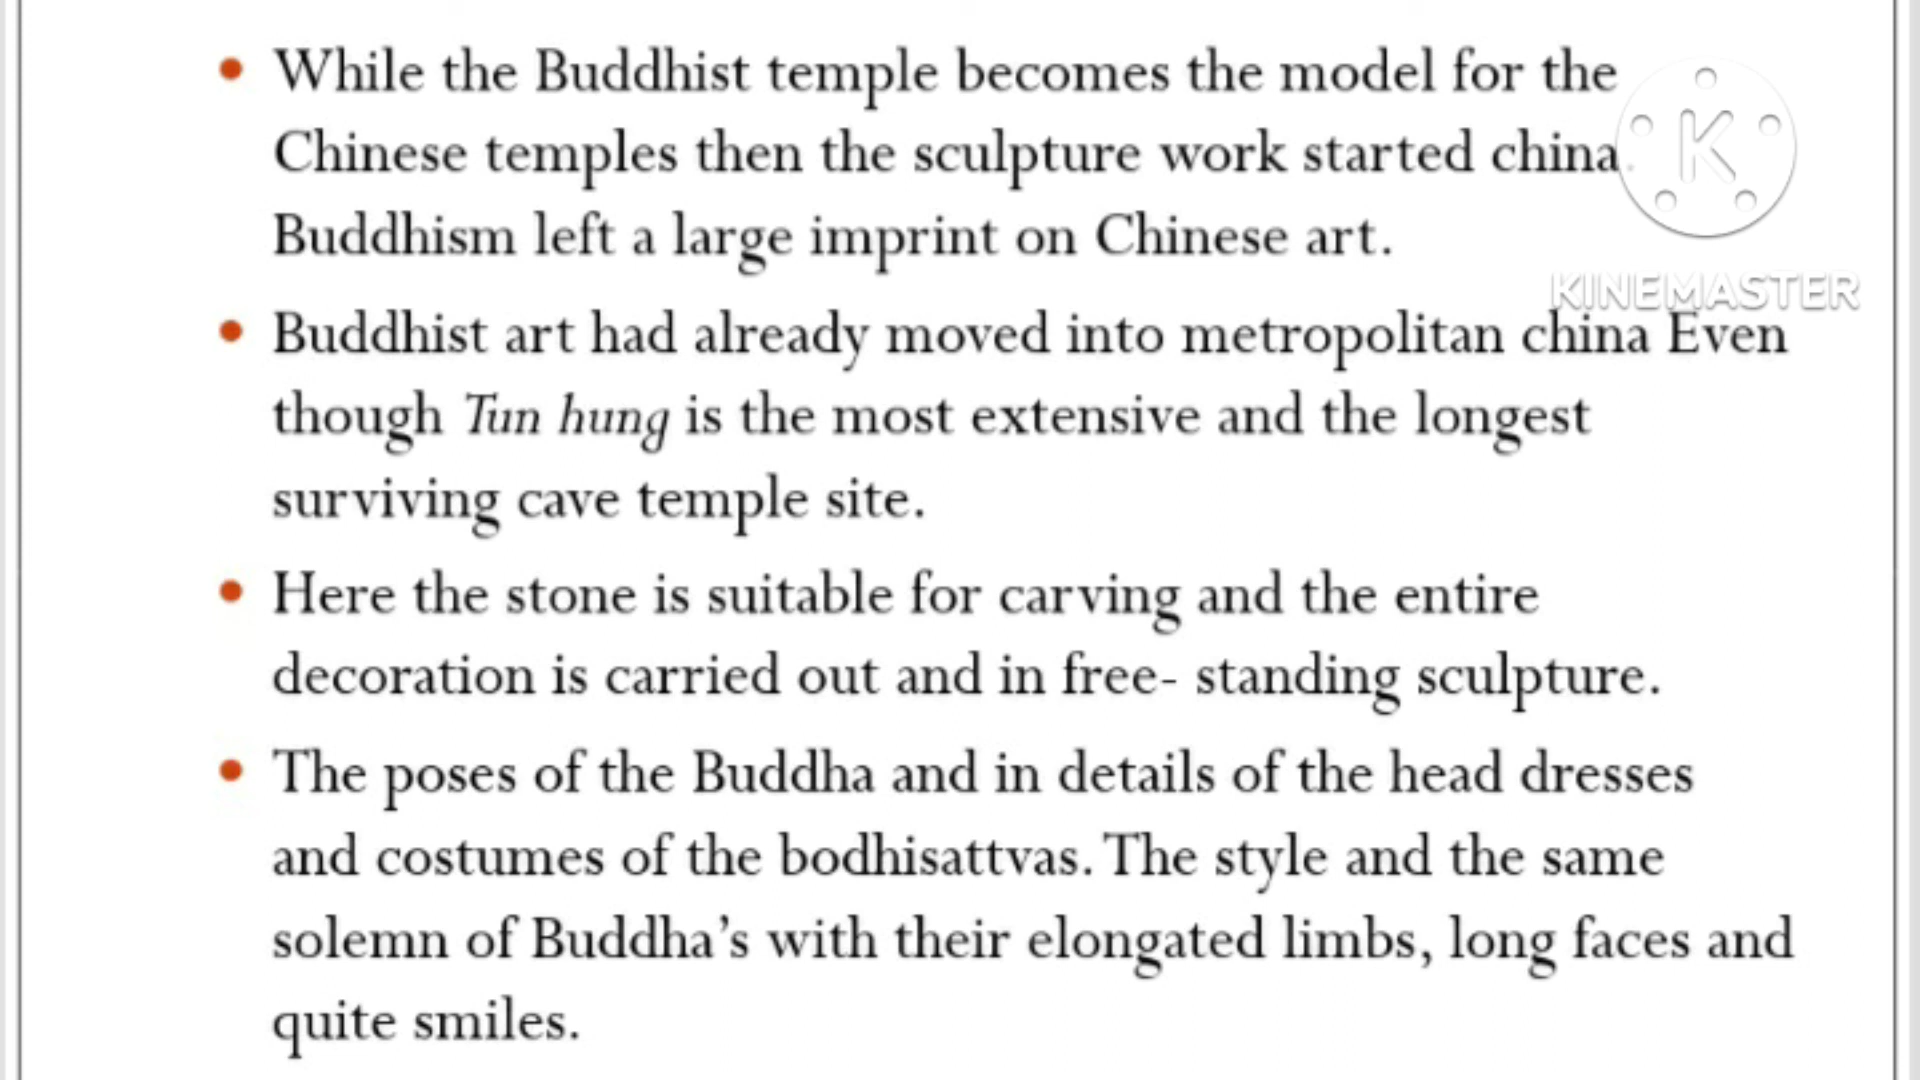 • While the Buddhist temple becomes the model for the
Chinese temples then the sculpture work started china.
Buddhism left a large imprint on Chinese art.
K
KINEMASTER
• Buddhist art had already moved into metropolitan china Even
though Tun hung is the most extensive and the longest
surviving cave temple site.
• Here the stone is suitable for carving and the entire
decoration is carried out and in free- standing sculpture.
• The poses of the Buddha and in details of the head dresses
and costumes of the bodhisattvas. The style and the same
solemn of Buddha’s with their elongated limbs, long faces and
quite smiles.